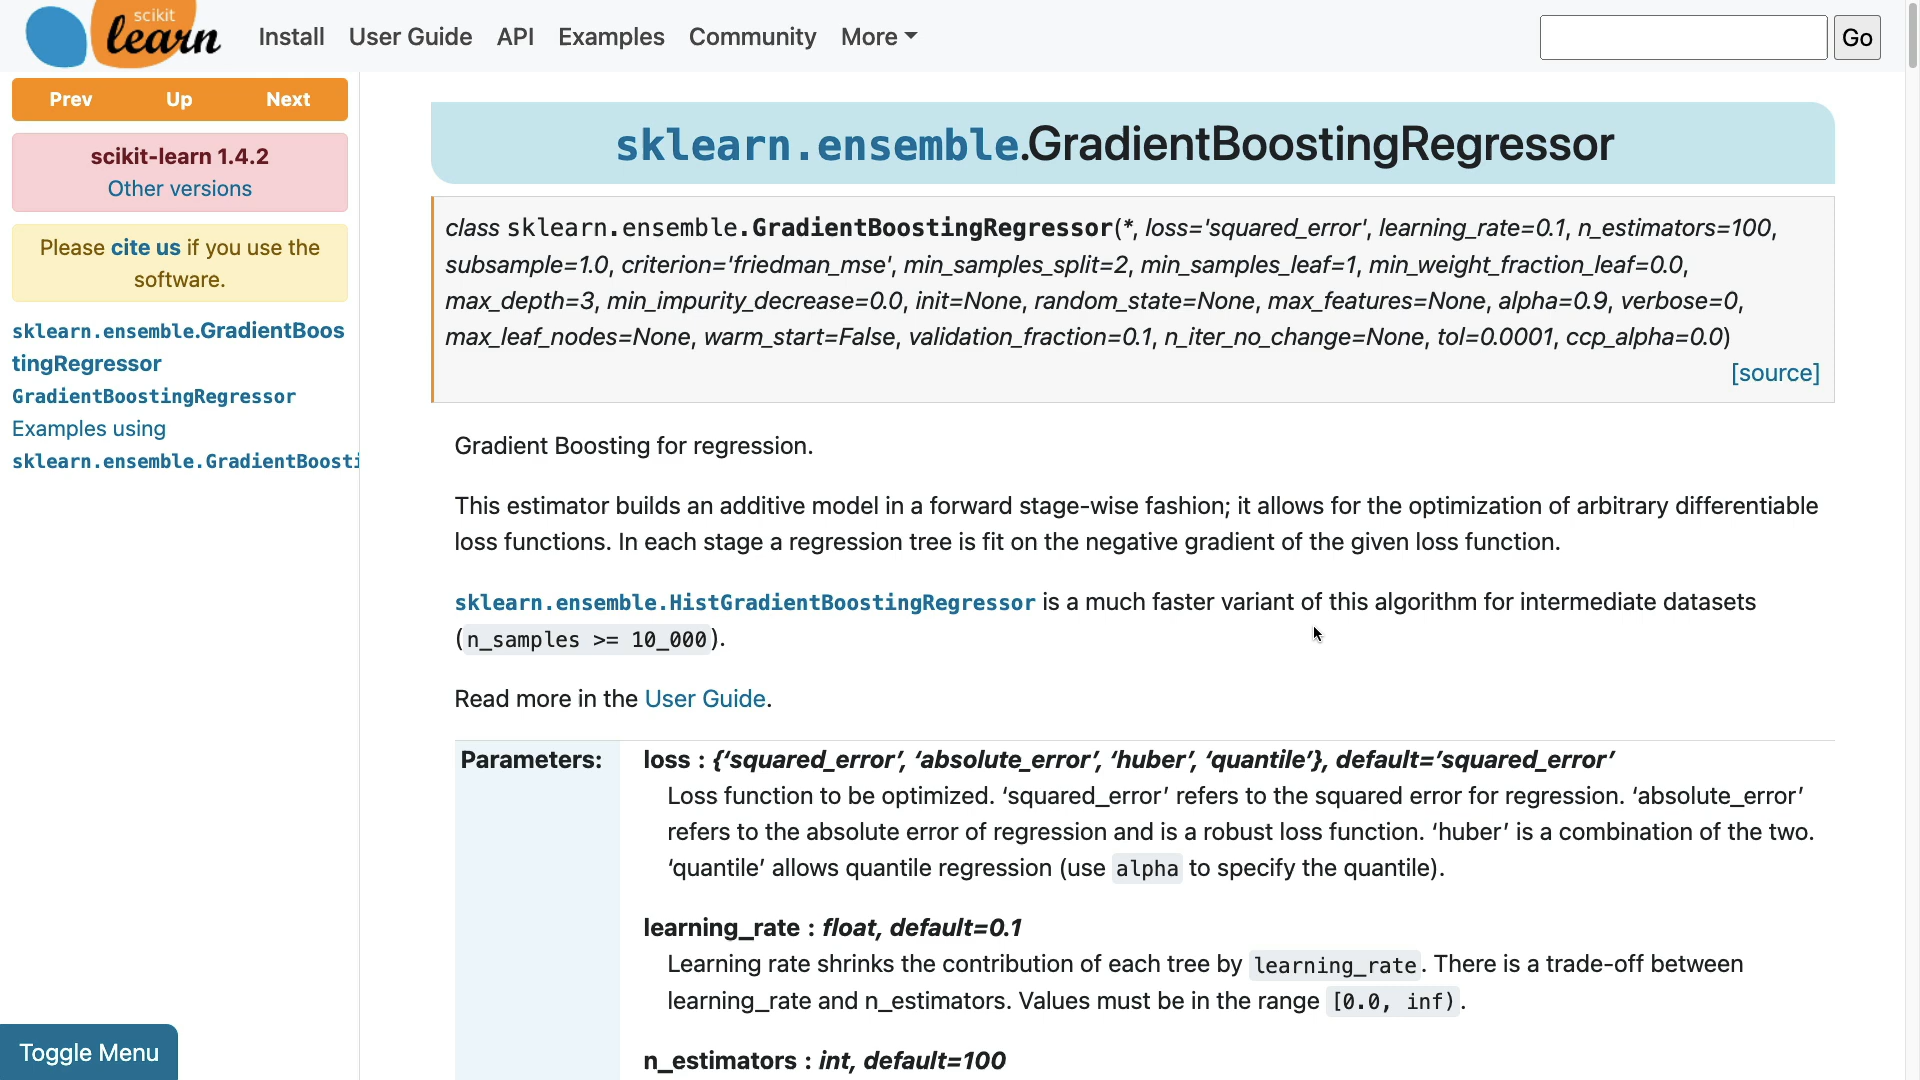 scikit
learn
Install User Guide API Examples Community More
Go
Prev Up Next
scikit-learn 1.4.2
Other versions
Please cite us if you use the
software.
sklearn.ensemble.GradientBoos
tingRegressor
GradientBoostingRegressor
Examples using
sklearn.ensemble.GradientBoosti
Toggle Menu
sklearn.ensemble.GradientBoostingRegressor
class sklearn.ensemble.GradientBoostingRegressor(*, loss='squared_error', learning_rate=0.1, n_estimators=100,
subsample=1.0, criterion='friedman_mse', min_samples_split=2, min_samples_leaf=1, min_weight_fraction_leaf=0.0,
max_depth=3, min_impurity_decrease=0.0, init=None, random_state=None, max_features=None, alpha=0.9, verbose=0,
max_leaf_nodes=None, warm_start=False, validation_fraction=0.1, n_iter_no_change=None, tol=0.0001, ccp_alpha=0.0)
[source]
Gradient Boosting for regression.
This estimator builds an additive model in a forward stage-wise fashion; it allows for the optimization of arbitrary differentiable
loss functions. In each stage a regression tree is fit on the negative gradient of the given loss function.
sklearn.ensemble.HistGradientBoostingRegressor is a much faster variant of this algorithm for intermediate datasets
(n_samples >= 10_000).
Read more in the User Guide.
Parameters:
loss : {‘squared_error’, ‘absolute_error’, ‘huber’, ‘quantile’}, default=’squared_error’
Loss function to be optimized. ‘squared_error’ refers to the squared error for regression. ‘absolute_error’
refers to the absolute error of regression and is a robust loss function. ‘huber’ is a combination of the two.
‘quantile’ allows quantile regression (use alpha to specify the quantile).
learning_rate : float, default=0.1
Learning rate shrinks the contribution of each tree by learning_rate. There is a trade-off between
learning_rate and n_estimators. Values must be in the range [0.0, inf).
n_estimators : int, default=100